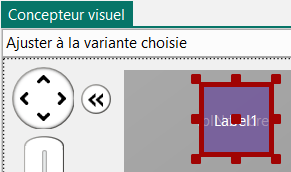 Concepteur visuel
Ajuster à la variante choisie
Label1